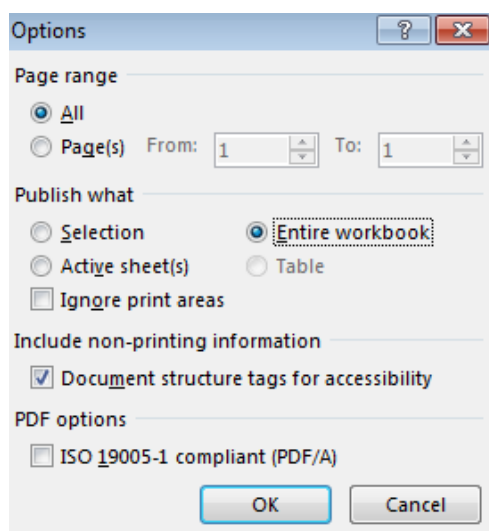 Options
Page range
All
Page(s) From: 1 To: 1
Publish what
Selection Entire workbook
Active sheet(s) Table
Ignore print areas
Include non-printing information
Document structure tags for accessibility
PDF options
ISO 19005-1 compliant (PDF/A)
OK Cancel